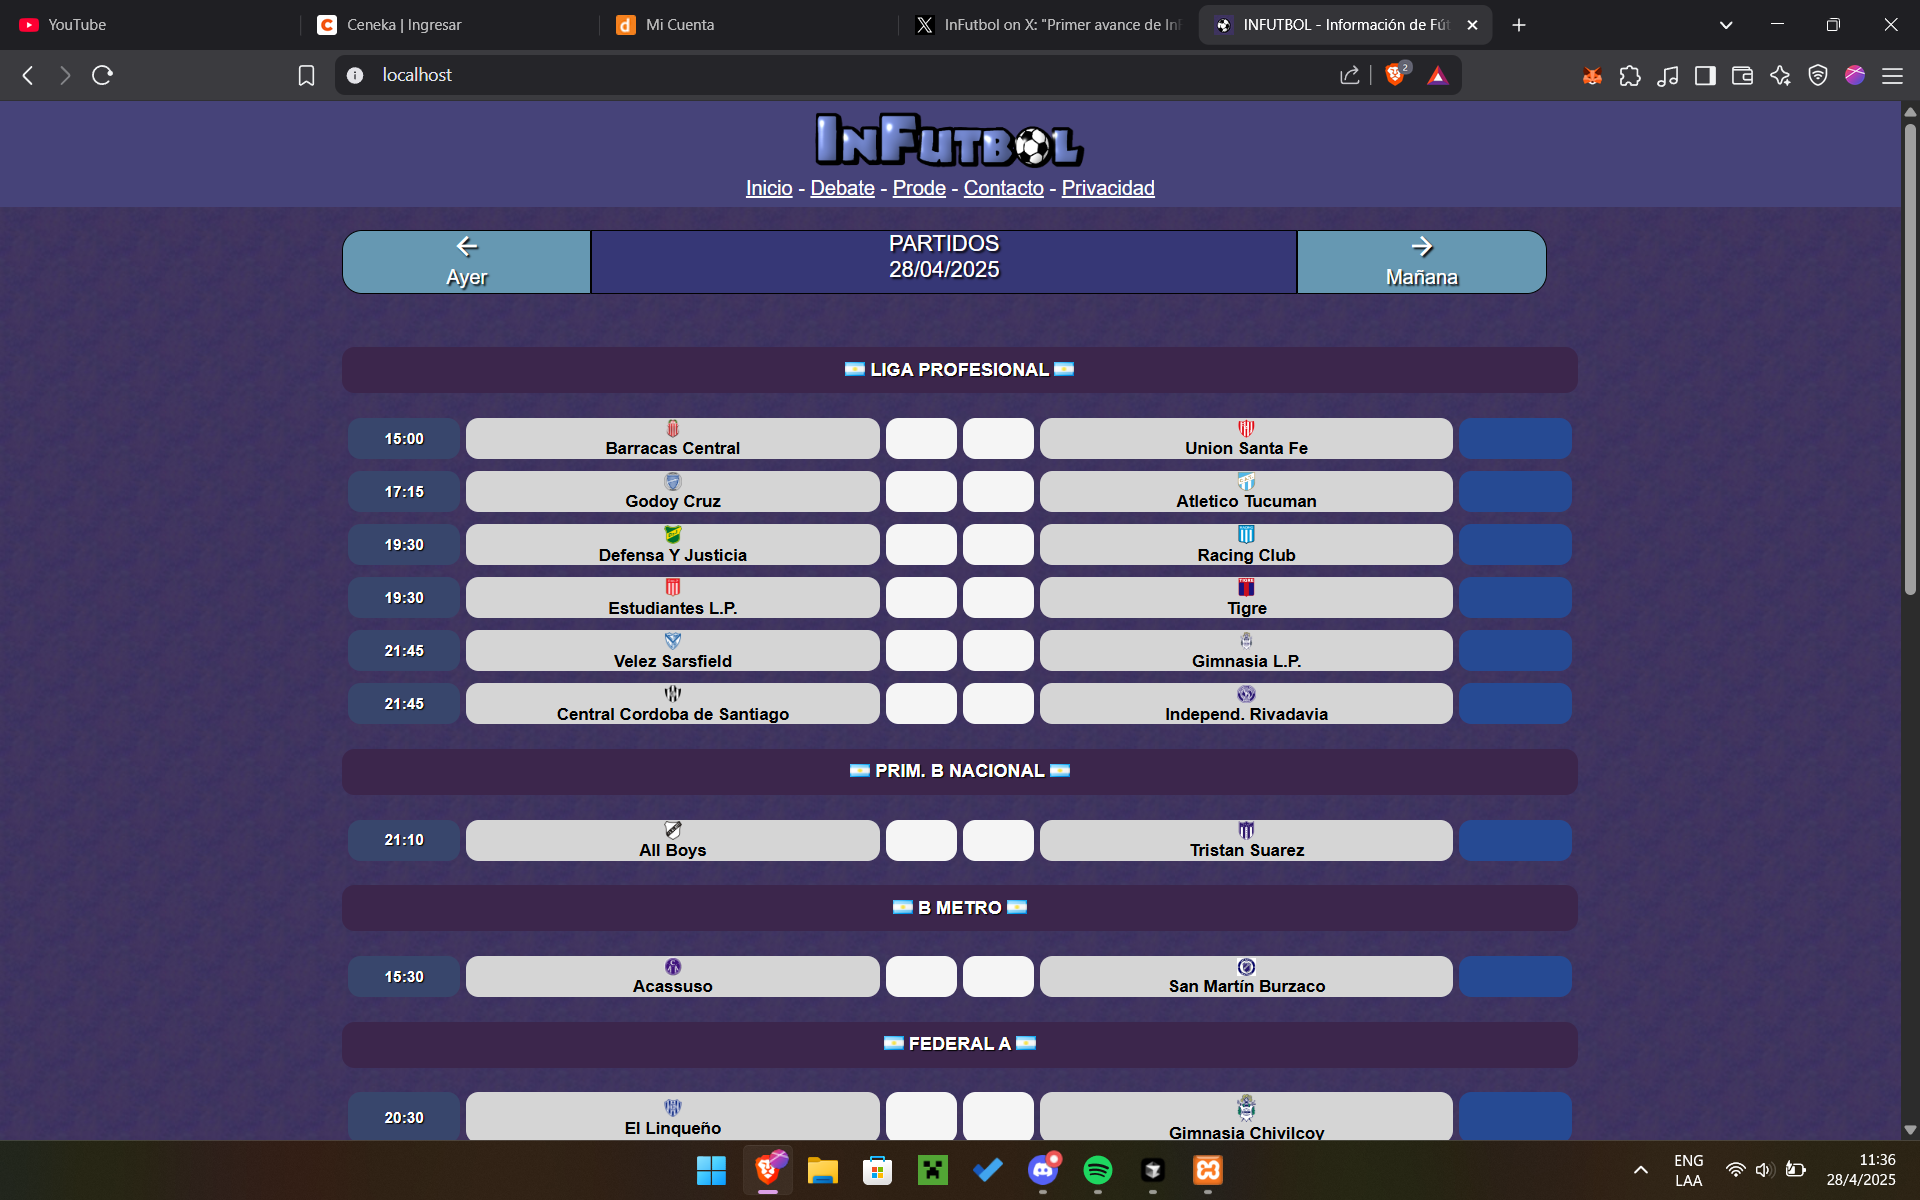 YouTube
Ceneka | Ingresar
Mi Cuenta
InFutbol on X: "Primer avance de InF
INFUTBOL - Información de Fút
localhost
2
INFUTBOL
Inicio - Debate - Prode - Contacto - Privacidad
Ayer
PARTIDOS
28/04/2025
Mañana
LIGA PROFESIONAL
15:00 Barracas Central Union Santa Fe
17:15 Godoy Cruz Atletico Tucuman
19:30 Defensa Y Justicia Racing Club
19:30 Estudiantes L.P. Tigre
21:45 Velez Sarsfield Gimnasia L.P.
21:45 Central Cordoba de Santiago Independ. Rivadavia
PRIM. B NACIONAL
21:10 All Boys Tristan Suarez
B METRO
15:30 Acassuso San Martín Burzaco
FEDERAL A
20:30 El Linqueño Gimnasia Chivilcoy
ENG
LAA
11:36
28/4/2025